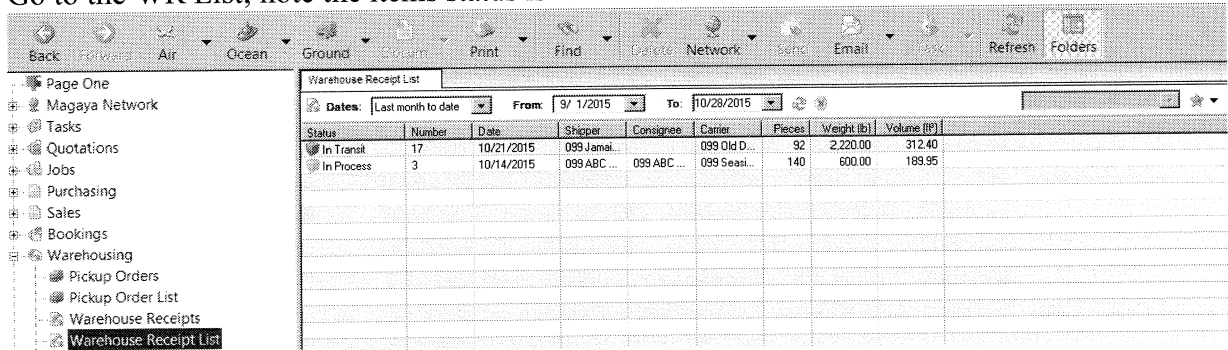 Go to the WR List, note the items status is
Back Forward Air Ocean Ground Print Find Delete Network Send Email Task Refresh Folders
Page One
Magaya Network
Tasks
Quotations
Jobs
Purchasing
Sales
Bookings
Warehousing
Pickup Orders
Pickup Order List
Warehouse Receipts
Warehouse Receipt List
Warehouse Receipt List
Dates: Last month to date From: 9/ 1/2015 To: 10/28/2015
Status Number Date Shipper Consignee Carrier Pieces Weight (lb) Volume (ft³)
In Transit 17 10/21/2015 099 Jamai... 099 Old D... 92 2,220.00 312.40
In Process 3 10/14/2015 099 ABC ... 099 ABC ... 099 Seasi... 140 600.00 189.95